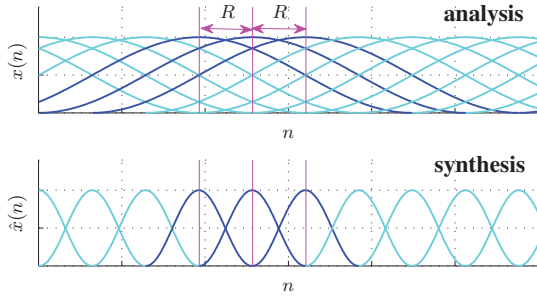 R R
analysis
x(n)
n
synthesis
x̂(n)
n